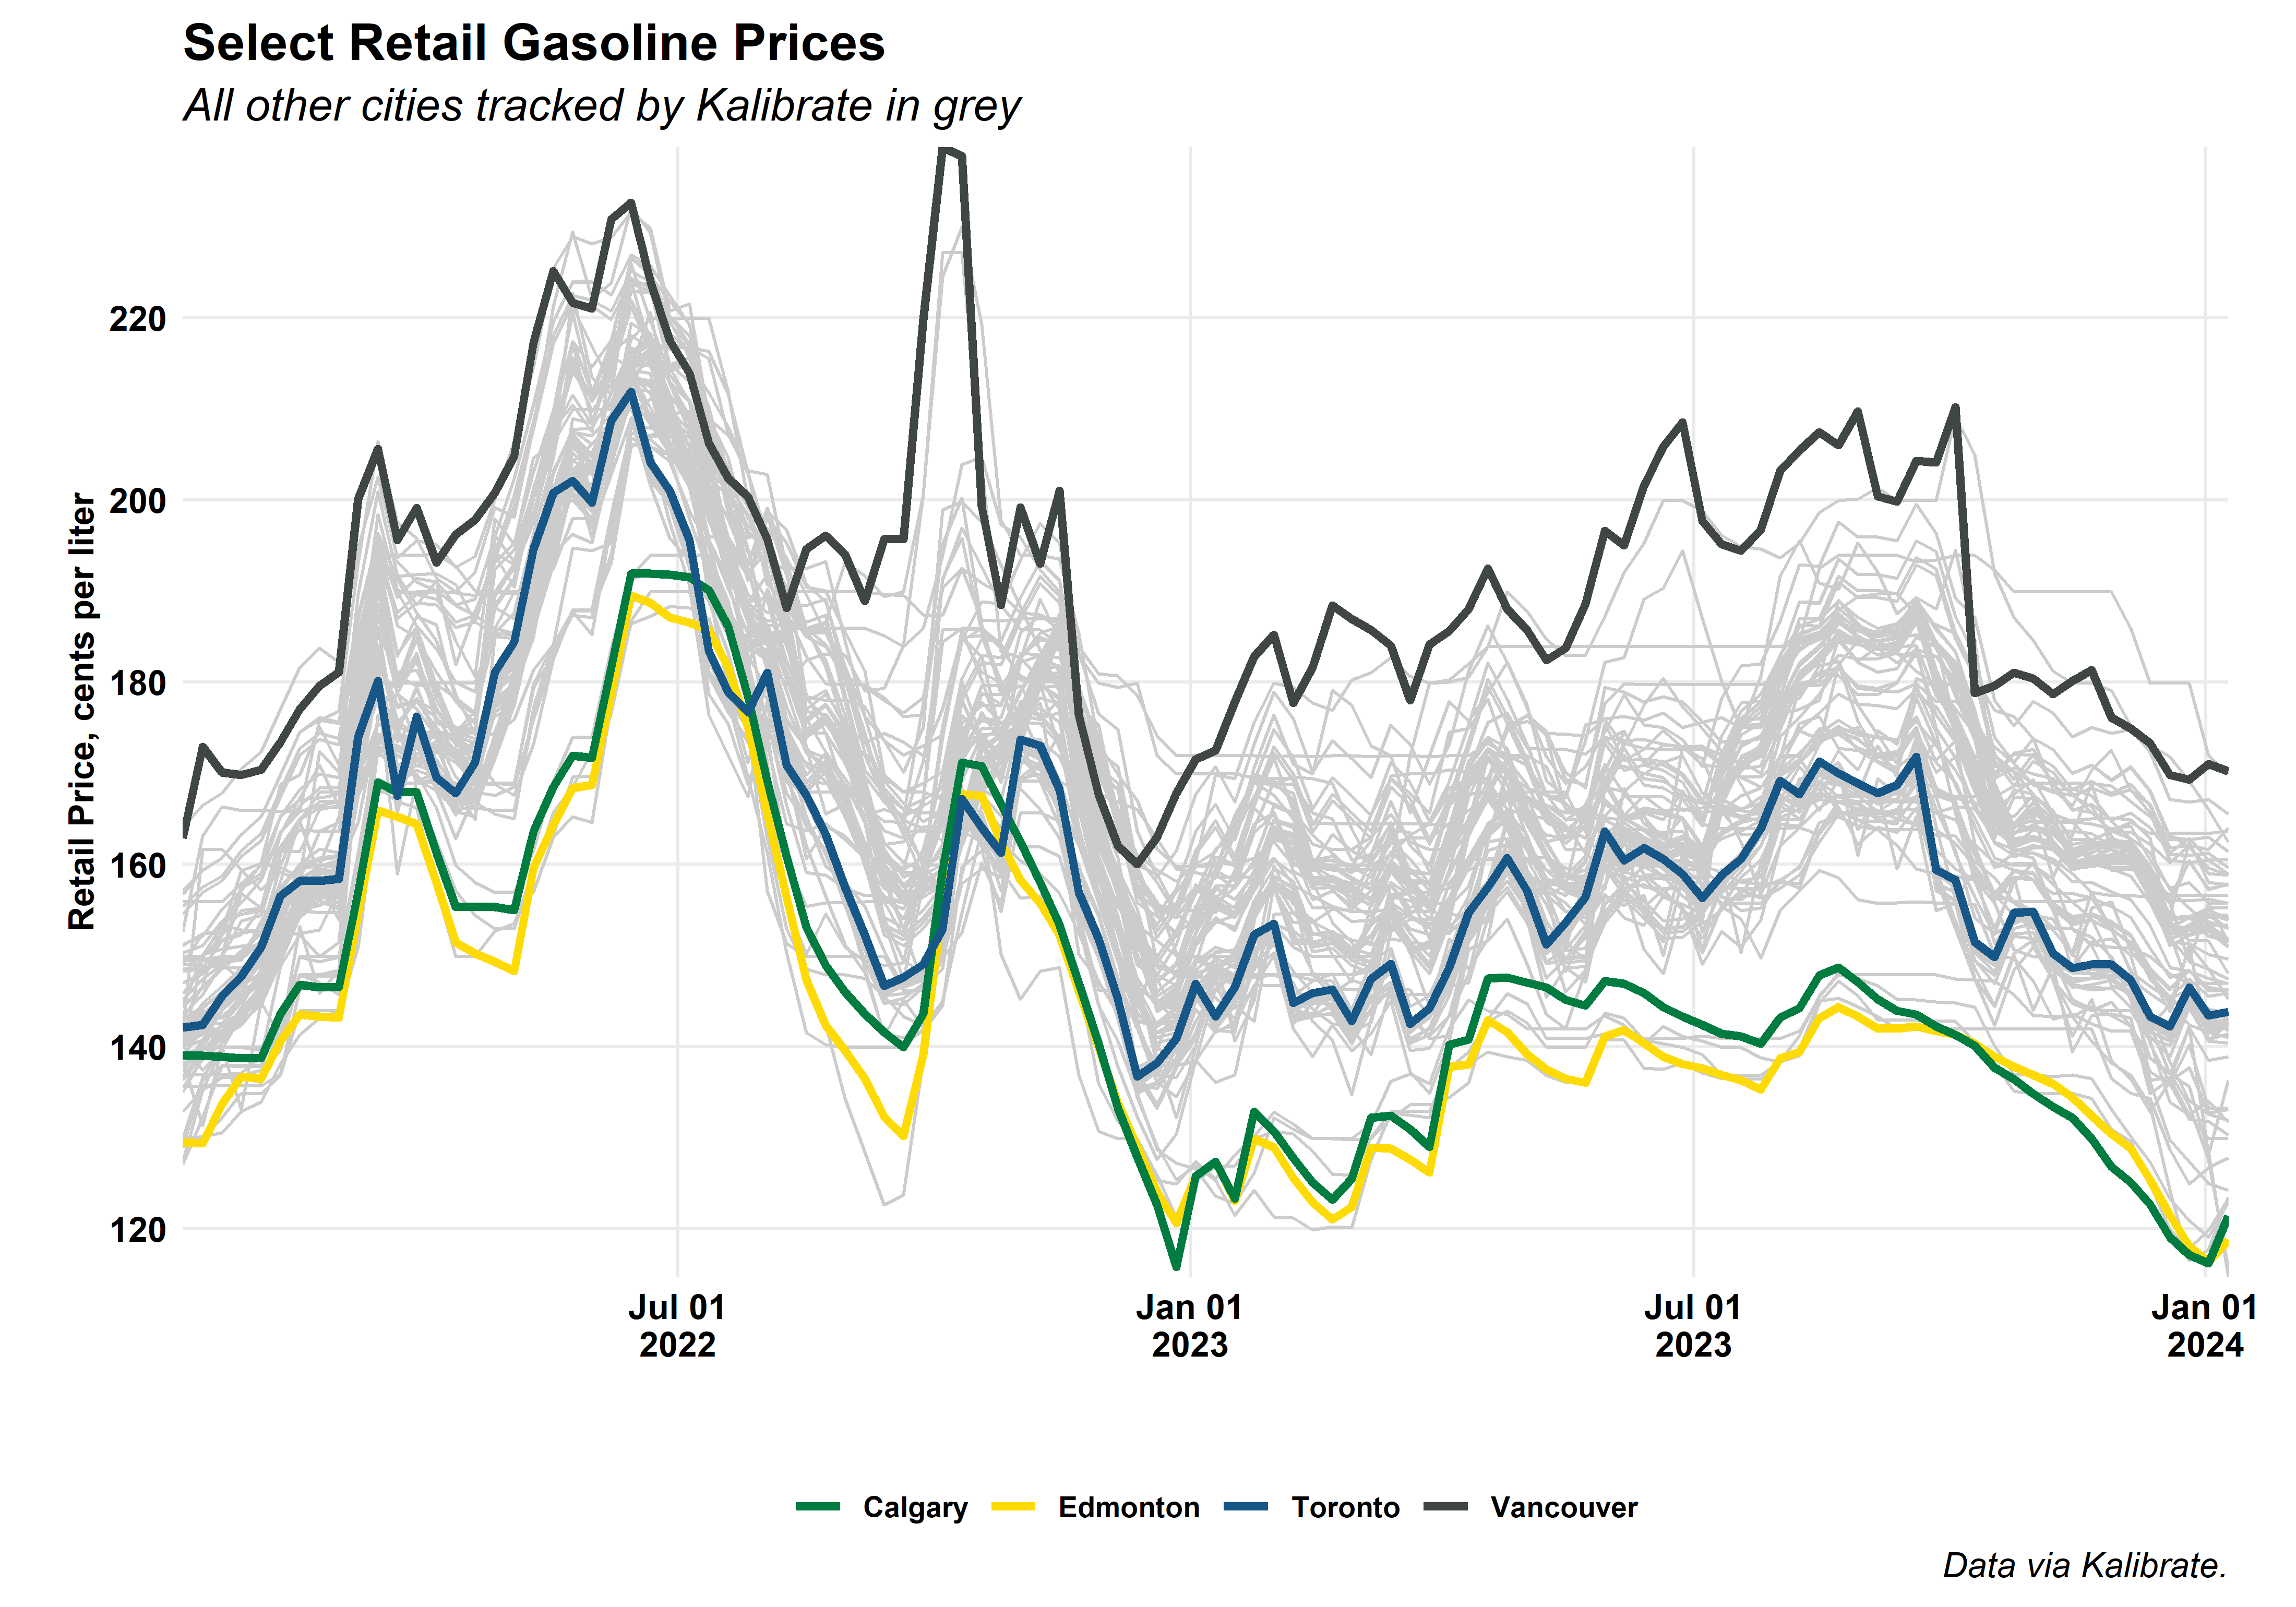 Select Retail Gasoline Prices
All other cities tracked by Kalibrate in grey
Retail Price, cents per liter
220
200
180
160
140
120
Jul 01
2022
Jan 01
2023
Jul 01
2023
Jan 01
2024
Calgary
Edmonton
Toronto
Vancouver
Data via Kalibrate.